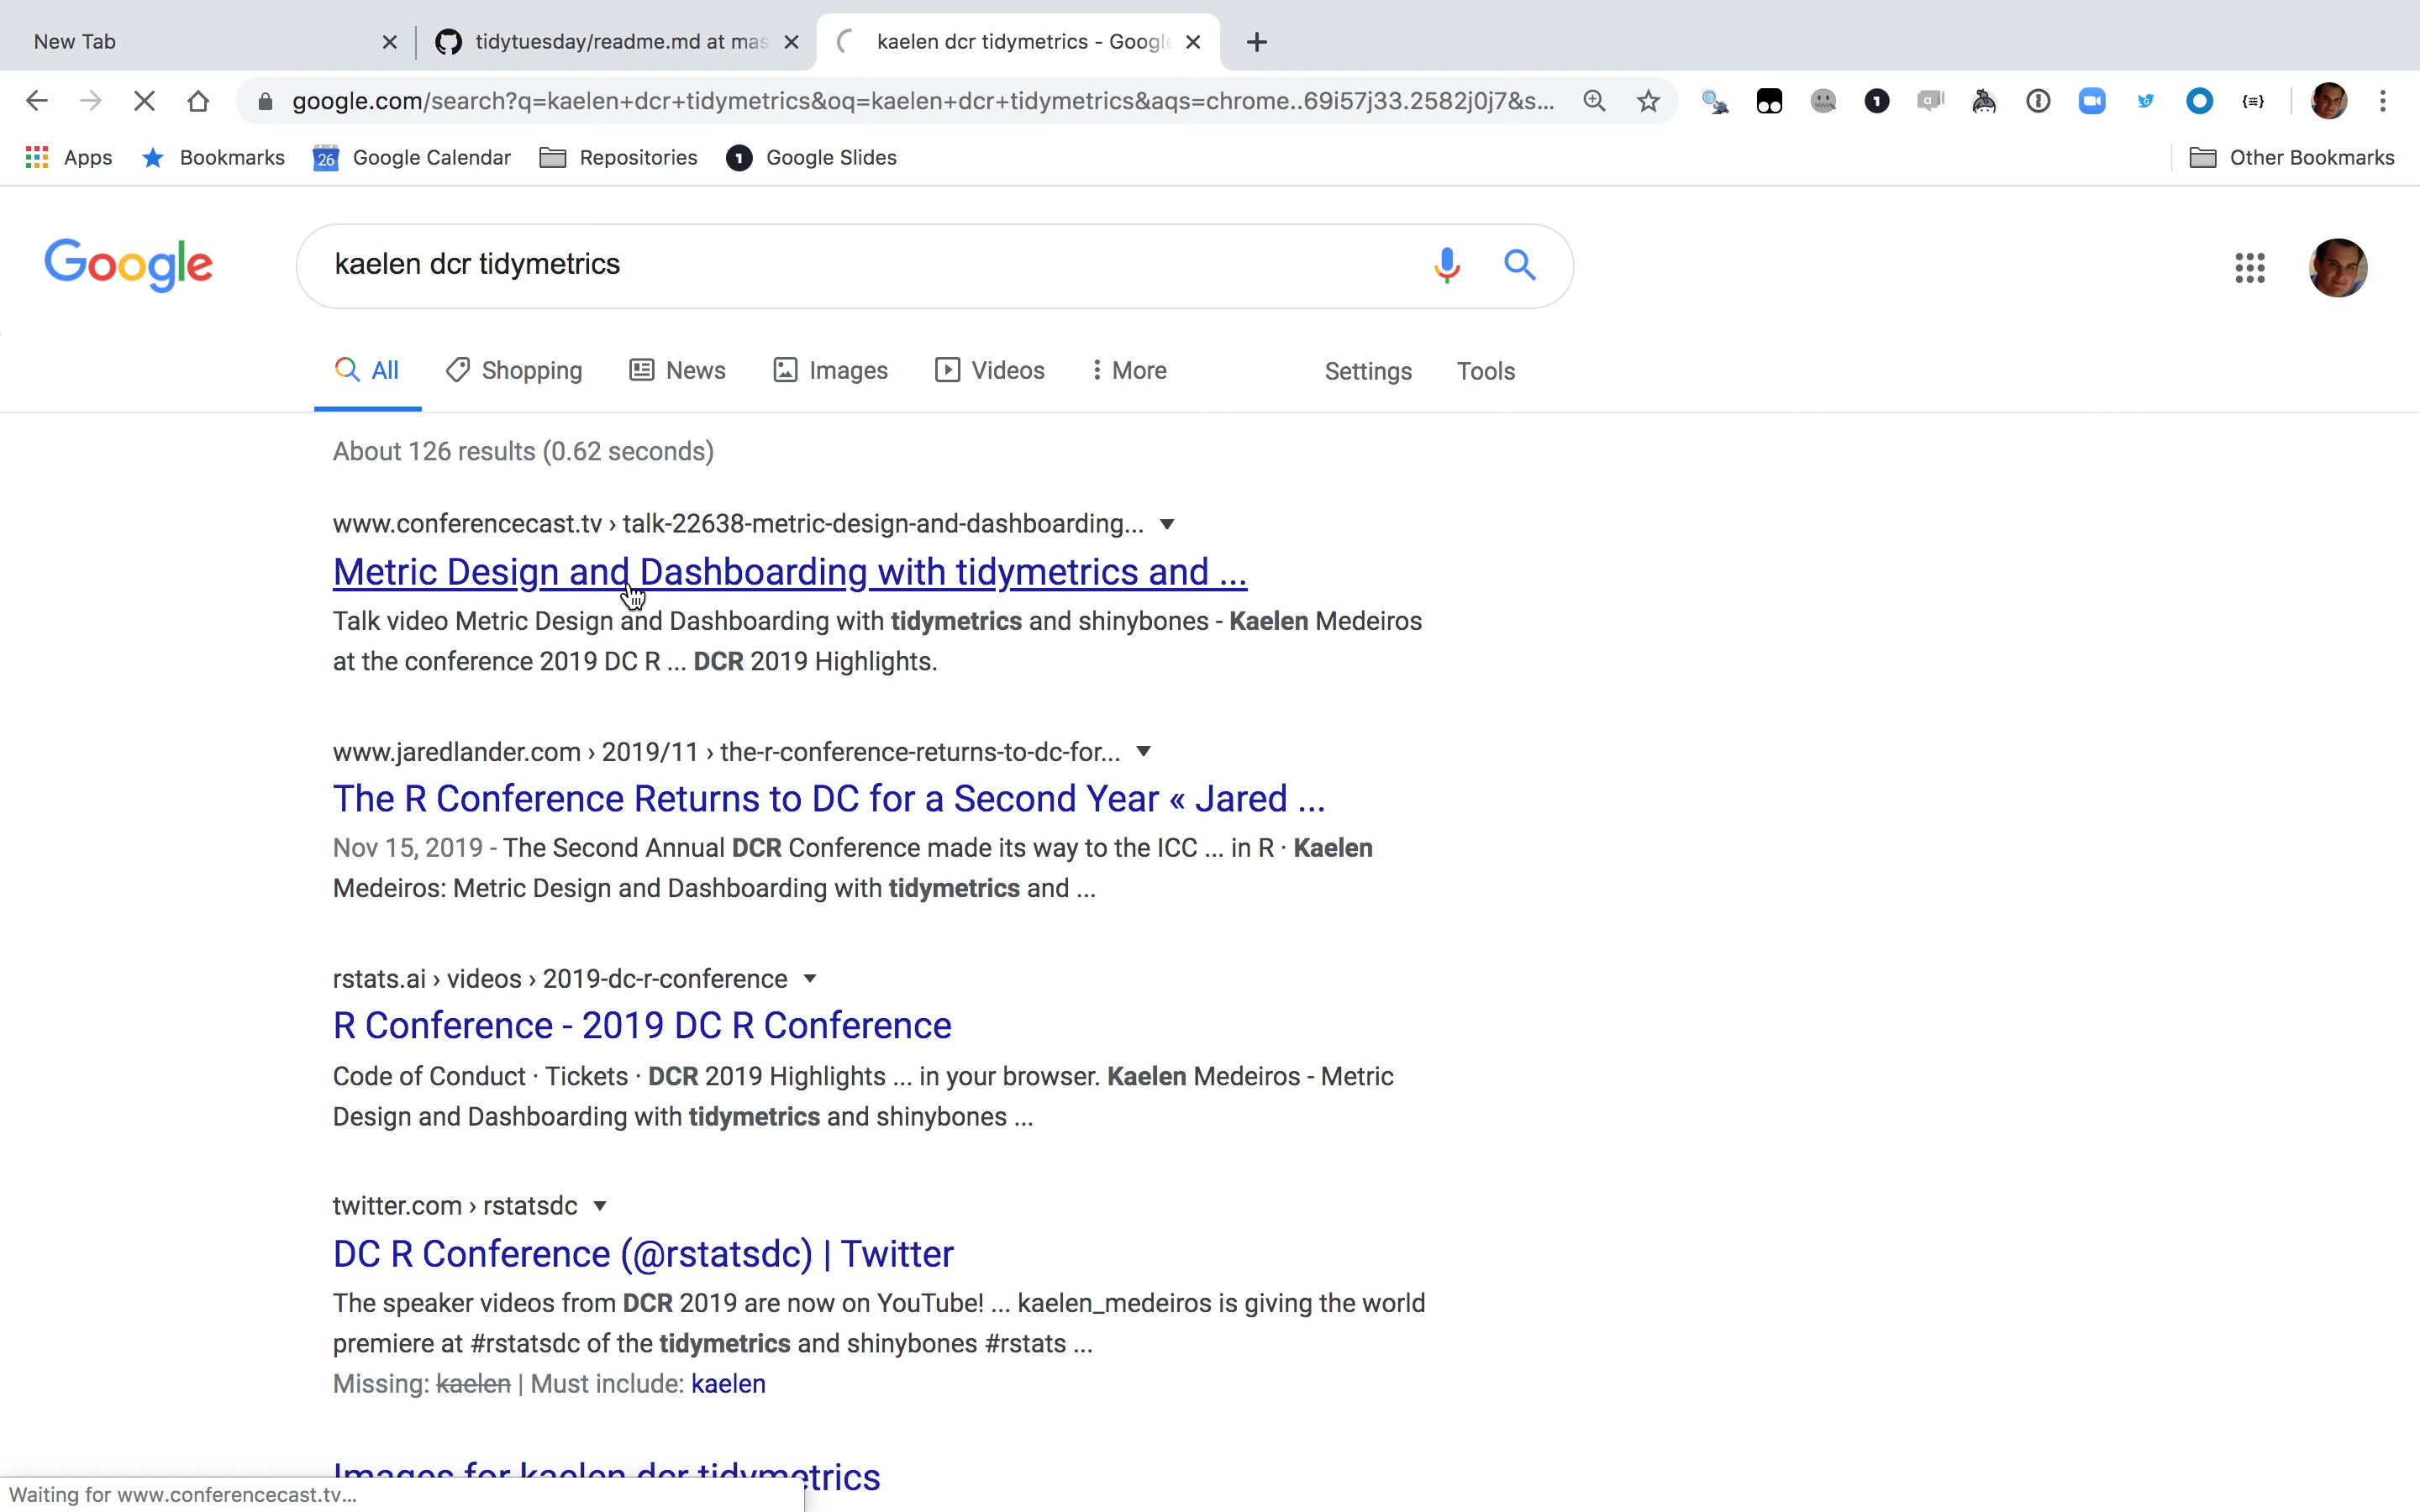 New Tab
tidytuesday/readme.md at mas
kaelen dcr tidymetrics - Google
google.com/search?q=kaelen+dcr+tidymetrics&oq=kaelen+dcr+tidymetrics&aqs=chrome..69i57j33.2582j0j7&s...
Apps
Bookmarks
26
Google Calendar
Repositories
Google Slides
Other Bookmarks
Google
kaelen dcr tidymetrics
All
Shopping
News
Images
Videos
More
Settings
Tools
About 126 results (0.62 seconds)
www.conferencecast.tv › talk-22638-metric-design-and-dashboarding...
Metric Design and Dashboarding with tidymetrics and ...
Talk video Metric Design and Dashboarding with tidymetrics and shinybones - Kaelen Medeiros
at the conference 2019 DC R ... DCR 2019 Highlights.
www.jaredlander.com › 2019/11 › the-r-conference-returns-to-dc-for...
The R Conference Returns to DC for a Second Year « Jared ...
Nov 15, 2019 - The Second Annual DCR Conference made its way to the ICC ... in R · Kaelen
Medeiros: Metric Design and Dashboarding with tidymetrics and ...
rstats.ai › videos › 2019-dc-r-conference
R Conference - 2019 DC R Conference
Code of Conduct · Tickets · DCR 2019 Highlights ... in your browser. Kaelen Medeiros - Metric
Design and Dashboarding with tidymetrics and shinybones ...
twitter.com › rstatsdc
DC R Conference (@rstatsdc) | Twitter
The speaker videos from DCR 2019 are now on YouTube! ... kaelen_medeiros is giving the world
premiere at #rstatsdc of the tidymetrics and shinybones #rstats ...
Missing: kaelen | Must include: kaelen
Images for kaelen dcr tidymetrics
Waiting for www.conferencecast.tv...